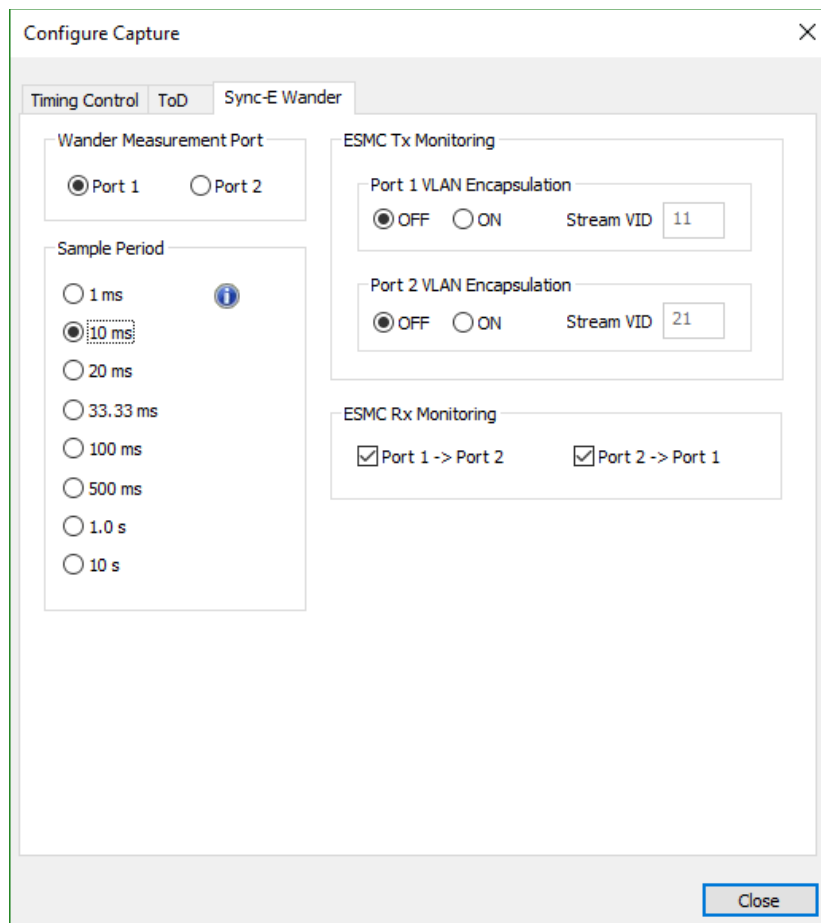 Configure Capture
Timing Control ToD Sync-E Wander
Wander Measurement Port
Port 1 Port 2
Sample Period
1 ms
10 ms
20 ms
33.33 ms
100 ms
500 ms
1.0 s
10 s
ESMC Tx Monitoring
Port 1 VLAN Encapsulation
OFF ON Stream VID 11
Port 2 VLAN Encapsulation
OFF ON Stream VID 21
ESMC Rx Monitoring
Port 1 -> Port 2 Port 2 -> Port 1
Close